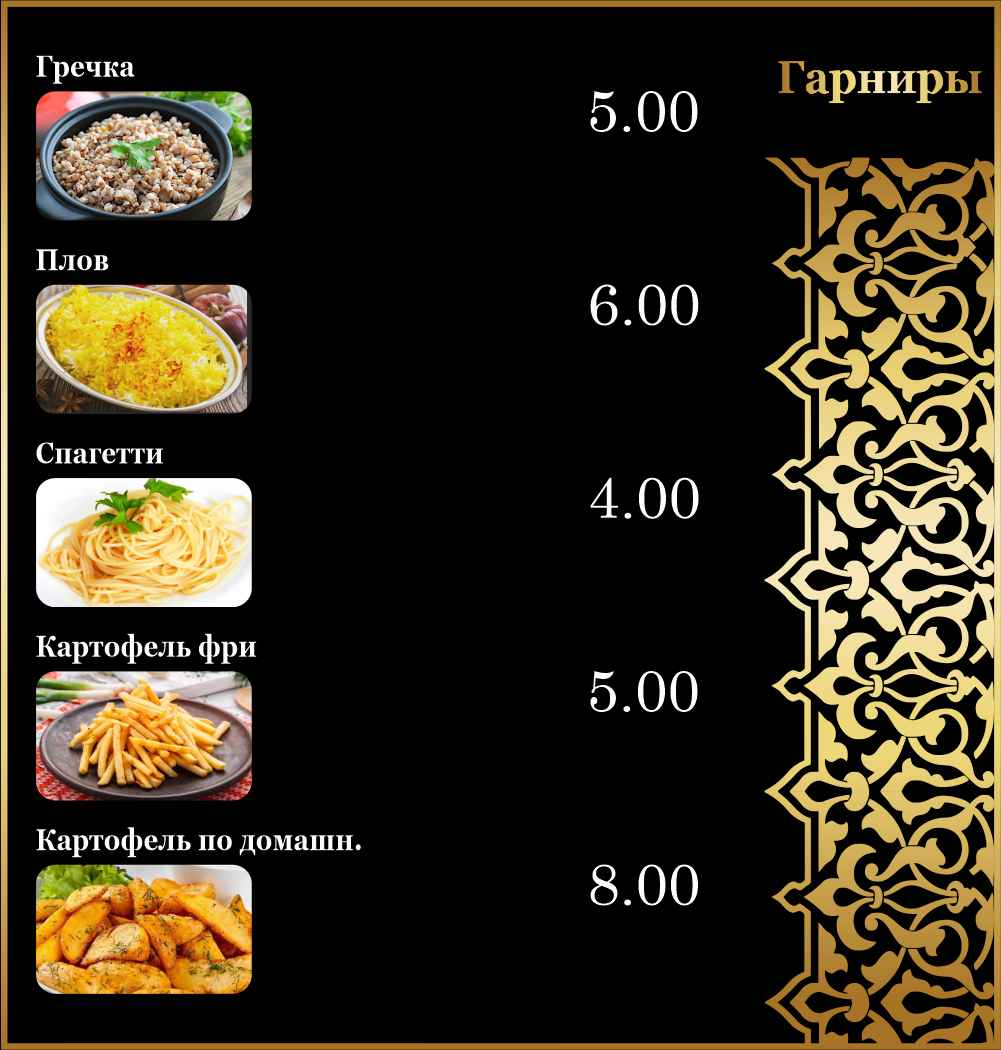 Гарниры
Гречка
5.00
Плов
6.00
Спагетти
4.00
Картофель фри
5.00
Картофель по домашн.
8.00